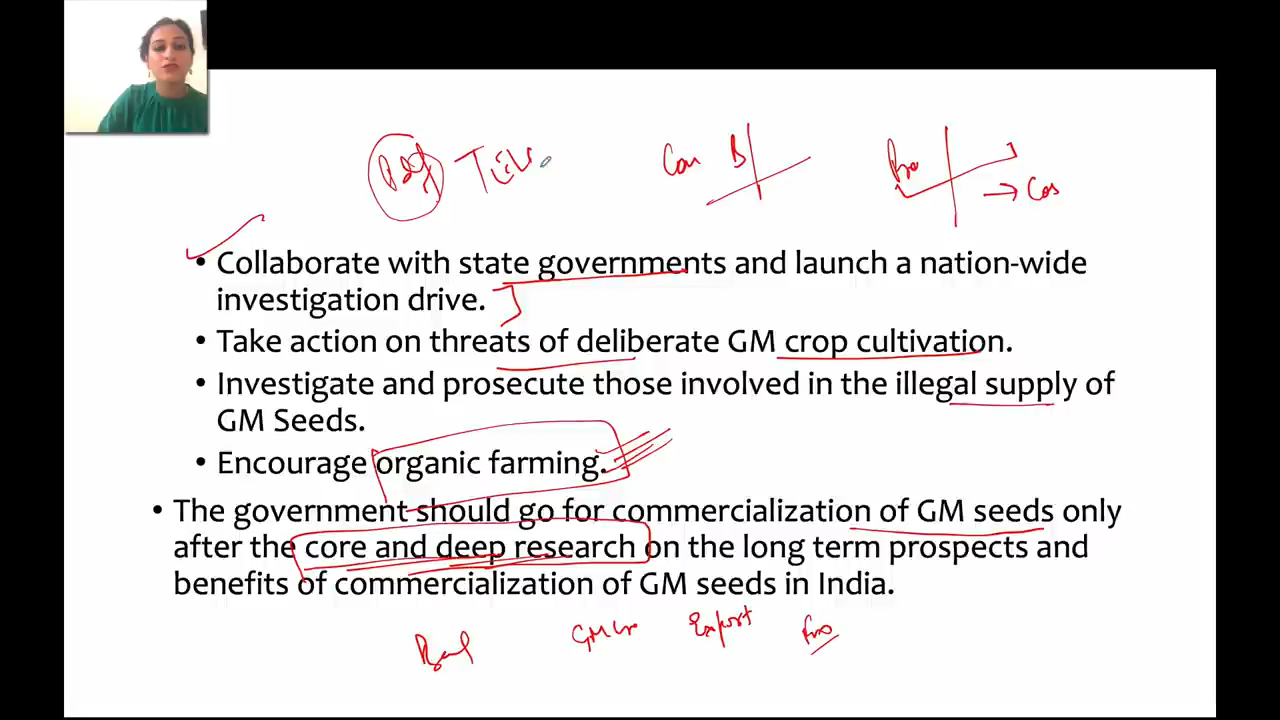 Con B
Pro
→ Cos
• Collaborate with state governments and launch a nation-wide
investigation drive.
• Take action on threats of deliberate GM crop cultivation.
• Investigate and prosecute those involved in the illegal supply of
GM Seeds.
• Encourage organic farming.
• The government should go for commercialization of GM seeds only
after the core and deep research on the long term prospects and
benefits of commercialization of GM seeds in India.
Export